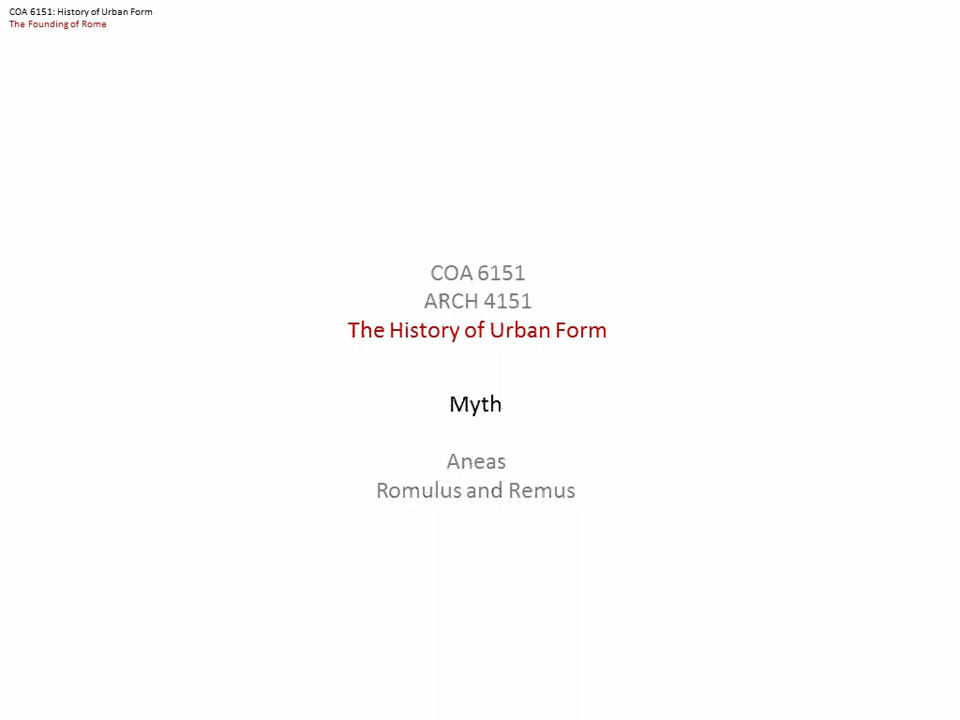 COA 6151: History of Urban Form
The Founding of Rome
COA 6151
ARCH 4151
The History of Urban Form
Myth
Aneas
Romulus and Remus